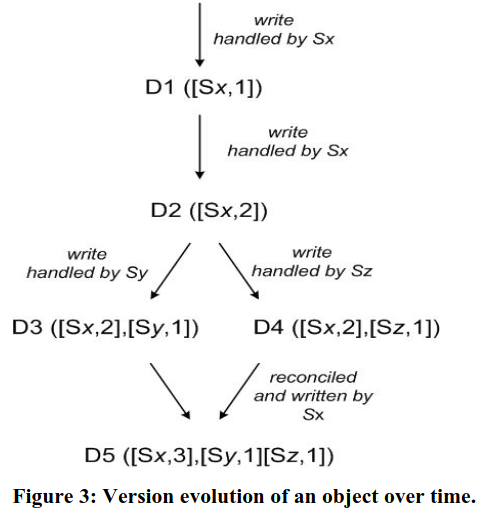 write
handled by Sx
D1 ([Sx,1])
write
handled by Sx
D2 ([Sx,2])
write
handled by Sy
write
handled by Sz
D3 ([Sx,2],[Sy,1])
D4 ([Sx,2],[Sz,1])
reconciled
and written by
Sx
D5 ([Sx,3],[Sy,1][Sz,1])
Figure 3: Version evolution of an object over time.